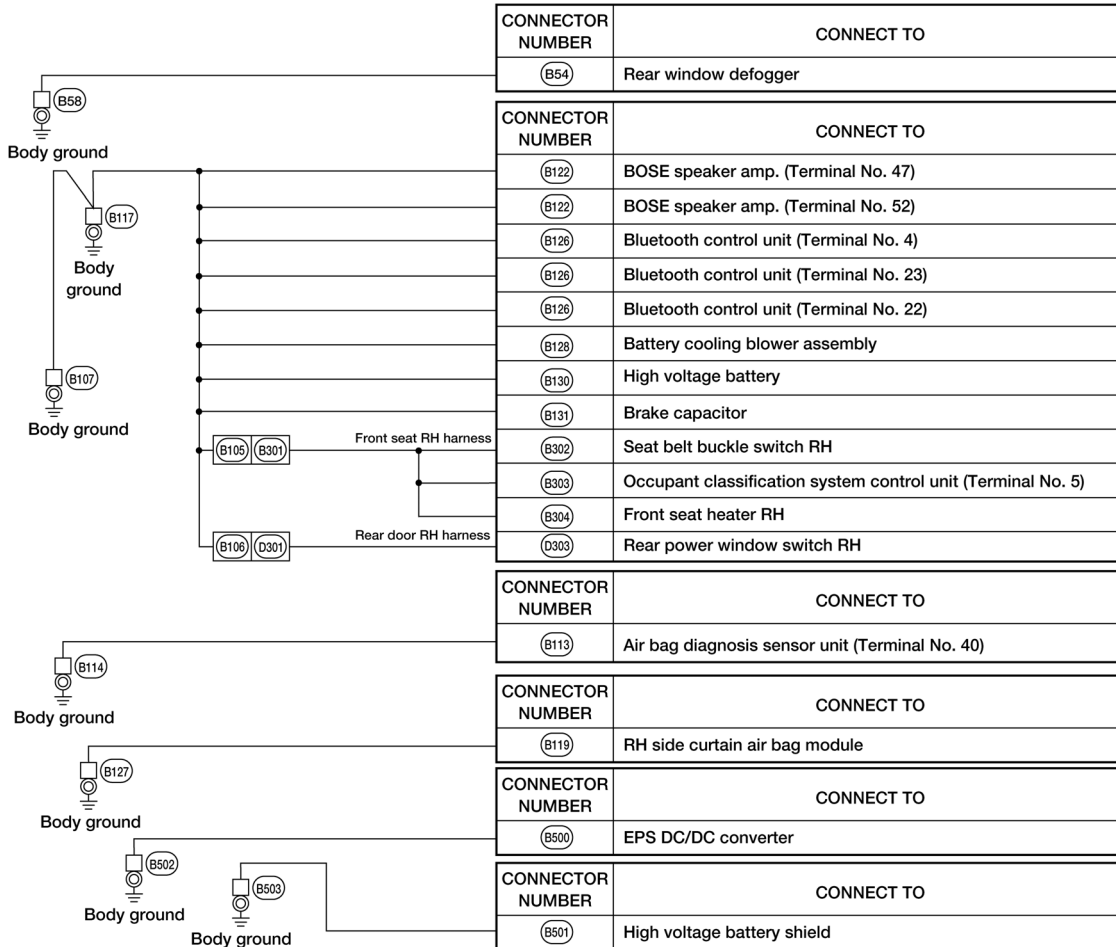 CONNECTOR NUMBER CONNECT TO
B54 Rear window defogger
B58
Body ground
CONNECTOR NUMBER CONNECT TO
B122 BOSE speaker amp. (Terminal No. 47)
B122 BOSE speaker amp. (Terminal No. 52)
B126 Bluetooth control unit (Terminal No. 4)
B126 Bluetooth control unit (Terminal No. 23)
B126 Bluetooth control unit (Terminal No. 22)
B128 Battery cooling blower assembly
B130 High voltage battery
B131 Brake capacitor
B302 Seat belt buckle switch RH
B303 Occupant classification system control unit (Terminal No. 5)
B304 Front seat heater RH
D303 Rear power window switch RH
B117
Body
ground
B107
Body ground
B105 B301 Front seat RH harness
B106 D301 Rear door RH harness
CONNECTOR NUMBER CONNECT TO
B113 Air bag diagnosis sensor unit (Terminal No. 40)
B114
Body ground
CONNECTOR NUMBER CONNECT TO
B119 RH side curtain air bag module
B127
Body ground
CONNECTOR NUMBER CONNECT TO
B500 EPS DC/DC converter
B502
Body ground
CONNECTOR NUMBER CONNECT TO
B501 High voltage battery shield
B503
Body ground